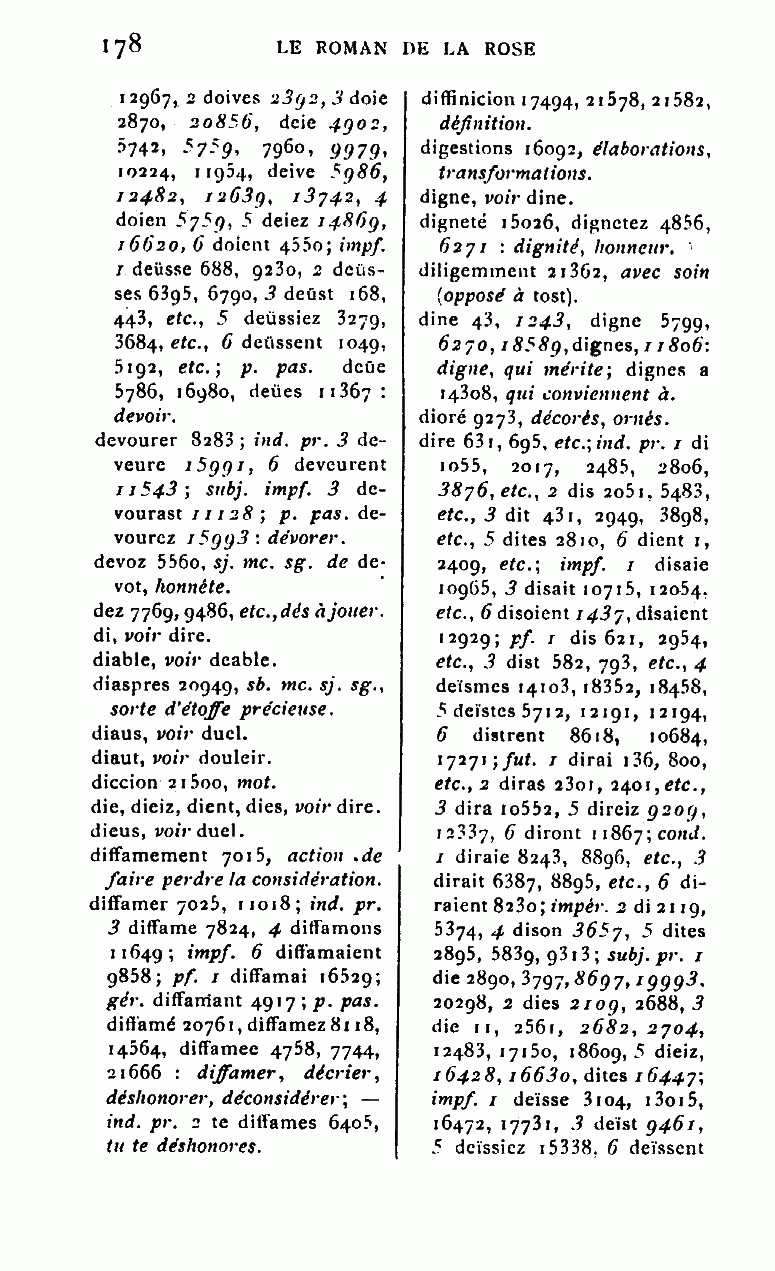 178 LE ROMAN DE LA ROSE
12967, 2 doives 2392, 3 doie
2870, 20856, deie 4902,
5742, 5759, 7960, 9979,
10224, 11954, deive 5986,
12482, 12639, 13742, 4
doien 5759, 5 deiez 14869,
16620, 6 doient 4550; impf.
1 deüsse 688, 9230, 2 deüs-
ses 6395, 6790, 3 deüst 168,
443, etc., 5 deüssiez 3279,
3684, etc., 6 deüssent 1049,
5192, etc.; p. pas. deüe
5786, 16980, deües 11367 :
devoir.
devourer 8283; ind. pr. 3 de-
veure 15991, 6 deveurent
11543; subj. impf. 3 de-
vourast 11128; p. pas. de-
vourez 15993 : dévorer.
devoz 5560, sj. mc. sg. de de-
vot, honnête.
dez 7769, 9486, etc., dés à jouer.
di, voir dire.
diable, voir deable.
diaspres 20949, sb. mc. sj. sg.,
sorte d'étoffe précieuse.
diaus, voir duel.
diaut, voir douleir.
diccion 21500, mot.
die, dieiz, dient, dies, voir dire.
dieus, voir duel.
diffamement 7015, action de
faire perdre la considération.
diffamer 7025, 11018; ind. pr.
3 diffame 7824, 4 diffamons
11649; impf. 6 diffamaient
9858; pf. 1 diffamai 16529;
gér. diffamant 4917; p. pas.
diffamé 20761, diffamez 8118,
14564, diffamee 4758, 7744,
21666 : diffamer, décrier,
déshonorer, déconsidérer; —
ind. pr. 2 te diffames 6405,
tu te déshonores.
diffinicion 17494, 21578, 21582,
définition.
digestions 16092, élaborations,
transformations.
digne, voir dine.
digneté 15026, dignetez 4856,
6271 : dignité, honneur.
diligemment 21362, avec soin
(opposé à tost).
dine 43, 1243, digne 5799,
6270, 18589, dignes, 11806:
digne, qui mérite; dignes a
14308, qui conviennent à.
dioré 9273, décorés, ornés.
dire 631, 695, etc.; ind. pr. 1 di
1055, 2017, 2485, 2806,
3876, etc., 2 dis 2051, 5483,
etc., 3 dit 431, 2949, 3898,
etc., 5 dites 2810, 6 dient 1,
2409, etc.; impf. 1 disaie
10965, 3 disait 10715, 12054,
etc., 6 disoient 1437, disaient
12929; pf. 1 dis 621, 2954,
etc., 3 dist 582, 793, etc., 4
deïsmes 14103, 18352, 18458,
5 deïstes 5712, 12191, 12194,
6 distrent 8618, 10684,
17271; fut. 1 dirai 136, 800,
etc., 2 diras 2301, 2401, etc.,
3 dira 10552, 5 direiz 9209,
12337, 6 diront 11867; cond.
1 diraie 8243, 8896, etc., 3
dirait 6387, 8895, etc., 6 di-
raient 8230; impér. 2 di 2119,
5374, 4 dison 3657, 5 dites
2895, 5839, 9313; subj. pr. 1
die 2890, 3797, 8697, 19993,
20298, 2 dies 2109, 2688, 3
die 11, 2561, 2682, 2704,
12483, 17150, 18609, 5 dieiz,
16428, 16630, dites 16447;
impf. 1 deïsse 3104, 13015,
16472, 17731, 3 deïst 9461,
5 deïssiez 15338, 6 deïssent